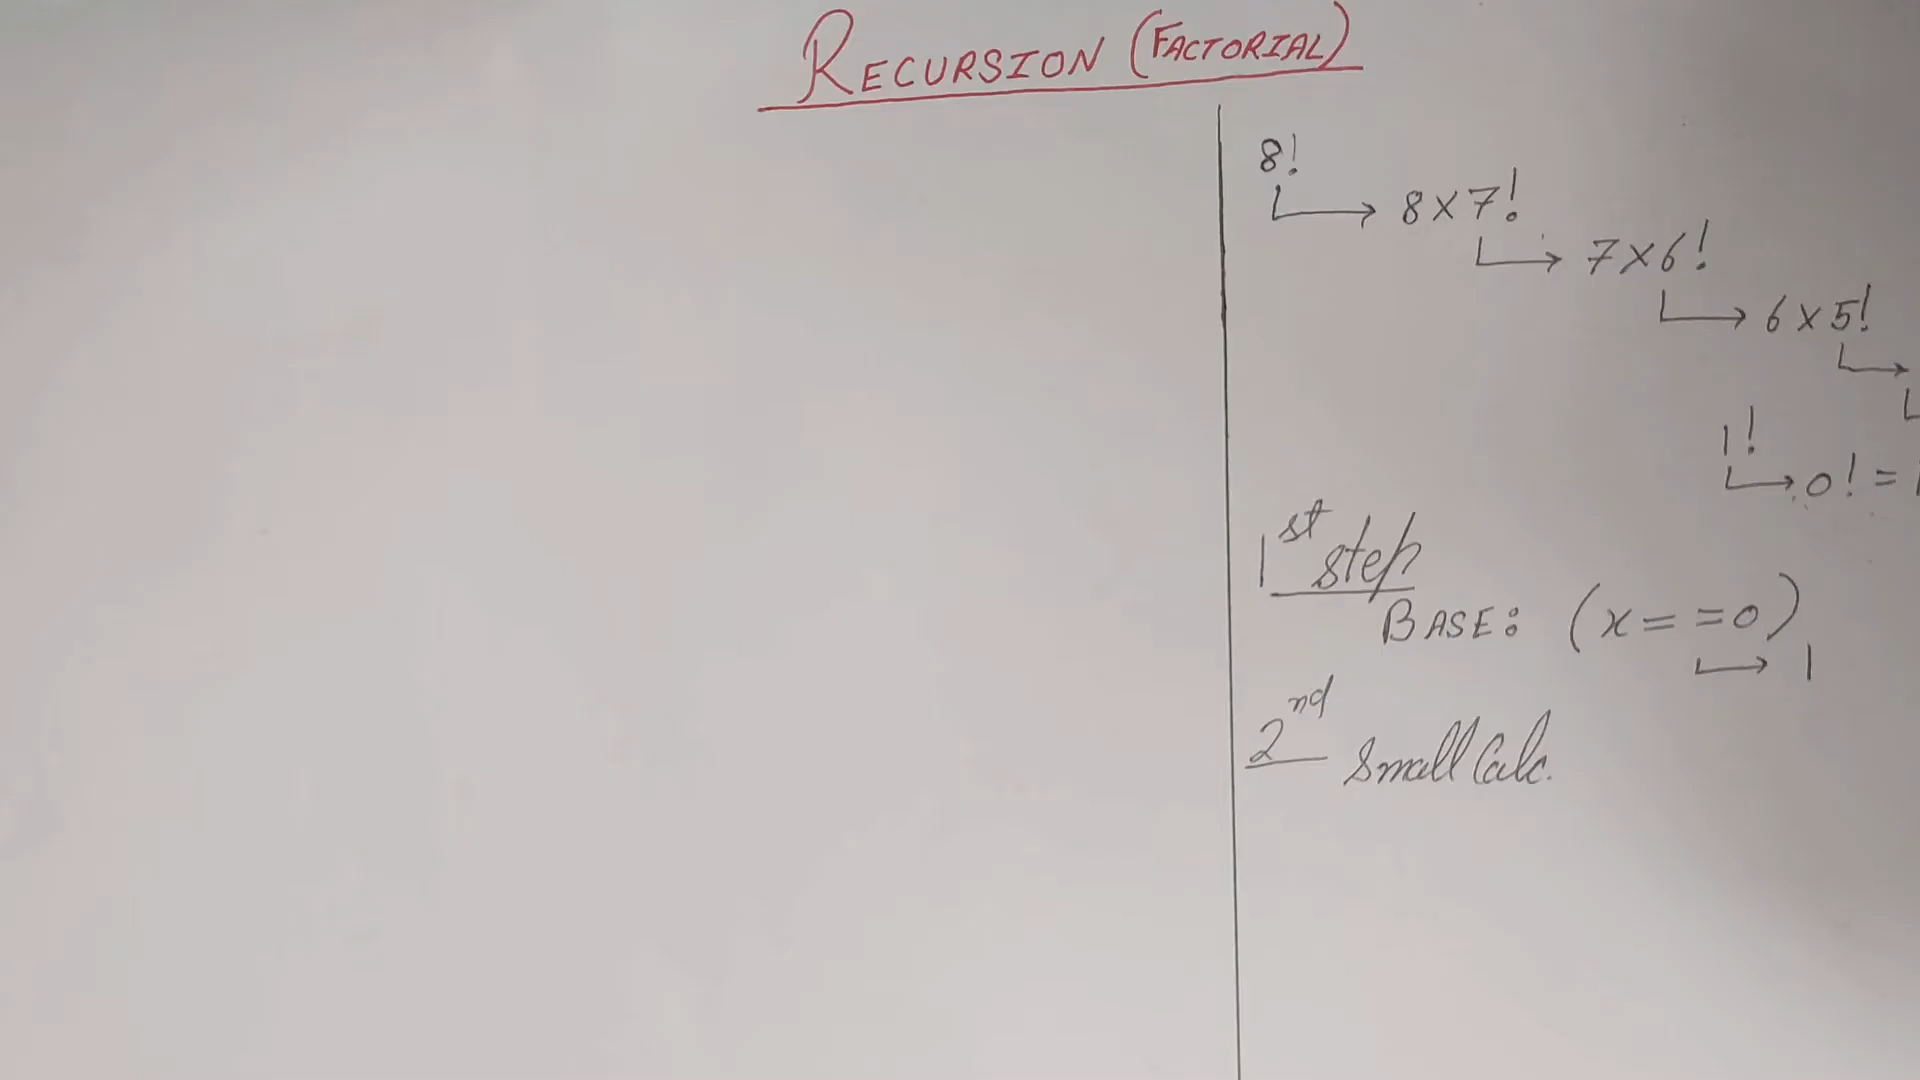 RECURSION (FACTORIAL)
8!
8×7!
7×6!
6×5!
1!
0! = 1
1st step
BASE: (x==0)
1
2nd Small Calc.